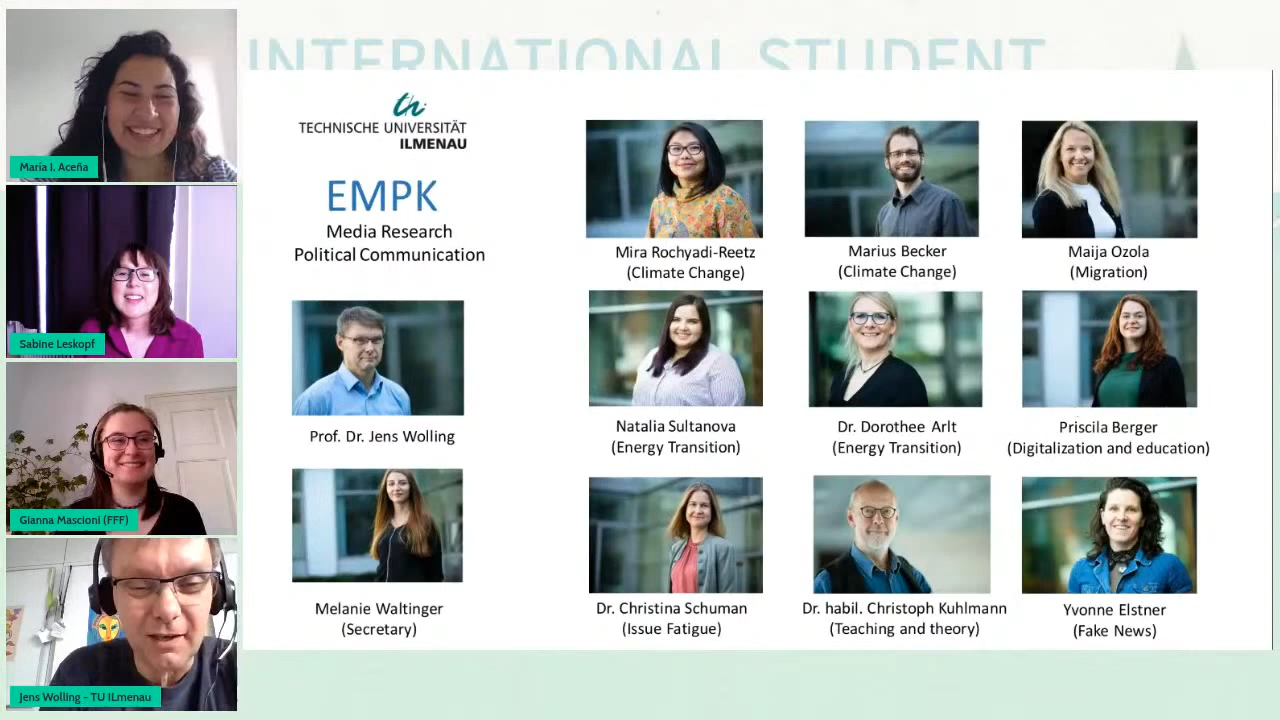 INTERNATIONAL STUDENT
th
TECHNISCHE UNIVERSITÄT
ILMENAU
EMPK
Media Research
Political Communication
Prof. Dr. Jens Wolling
Melanie Waltinger
(Secretary)
Mira Rochyadi-Reetz
(Climate Change)
Marius Becker
(Climate Change)
Maija Ozola
(Migration)
Natalia Sultanova
(Energy Transition)
Dr. Dorothee Arlt
(Energy Transition)
Priscila Berger
(Digitalization and education)
Dr. Christina Schuman
(Issue Fatigue)
Dr. habil. Christoph Kuhlmann
(Teaching and theory)
Yvonne Elstner
(Fake News)
Maria I. Aceña
Sabine Leskopf
Gianna Mascioni (FFF)
Jens Wolling - TU ILmenau